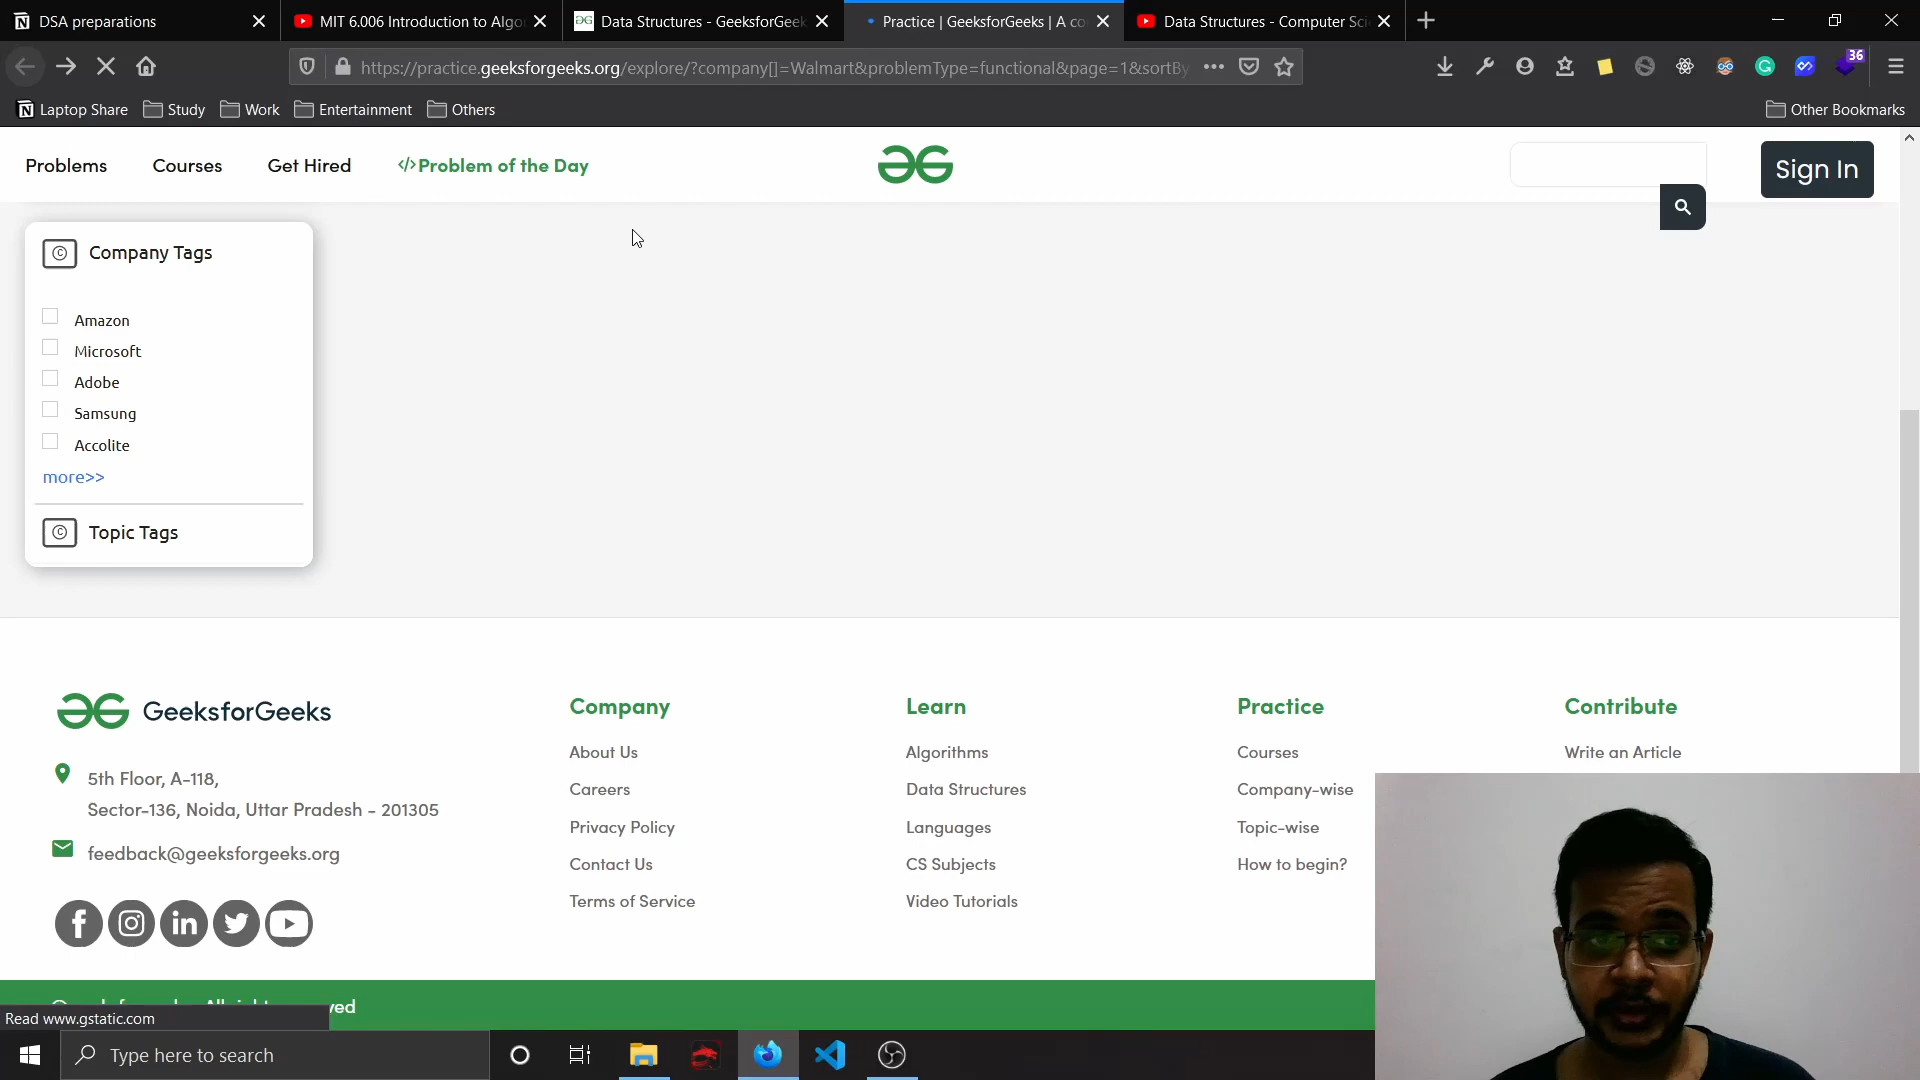 DSA preparations
MIT 6.006 Introduction to Algo
Data Structures - GeeksforGeek
Practice | GeeksforGeeks | A co
Data Structures - Computer Sci
https://practice.geeksforgeeks.org/explore/?company[]=Walmart&problemType=functional&page=1&sortBy
36
Laptop Share
Study
Work
Entertainment
Others
Other Bookmarks
Problems
Courses
Get Hired
</>Problem of the Day
Sign In
Company Tags
Amazon
Microsoft
Adobe
Samsung
Accolite
more>>
Topic Tags
GeeksforGeeks
5th Floor, A-118,
Sector-136, Noida, Uttar Pradesh - 201305
feedback@geeksforgeeks.org
Company
About Us
Careers
Privacy Policy
Contact Us
Terms of Service
Learn
Algorithms
Data Structures
Languages
CS Subjects
Video Tutorials
Practice
Courses
Company-wise
Topic-wise
How to begin?
Contribute
Write an Article
Read www.gstatic.com
Type here to search